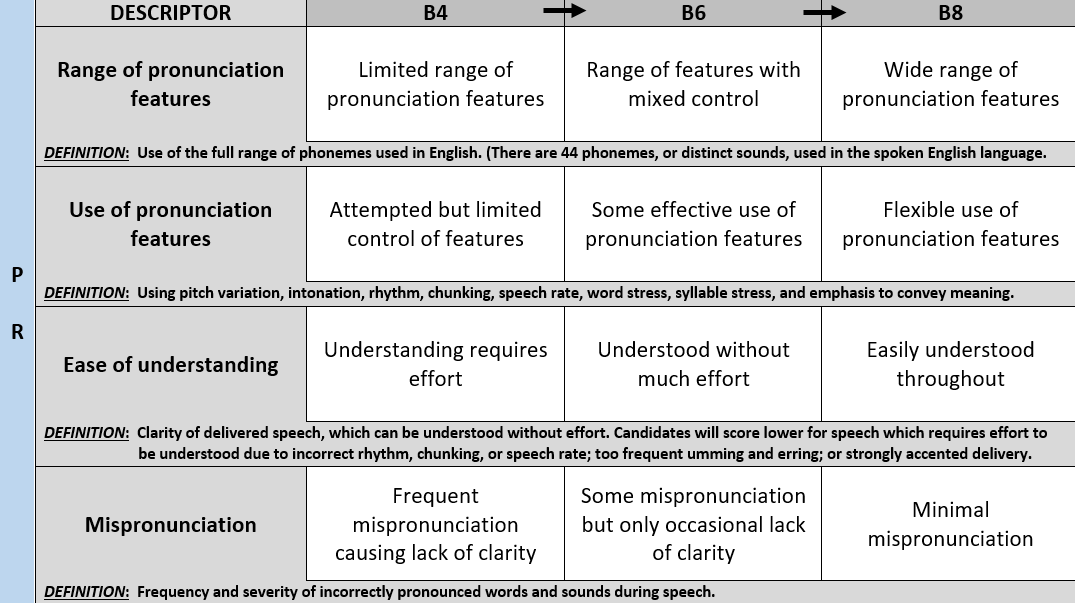 DESCRIPTOR B4 B6 B8
Range of pronunciation
features
Limited range of
pronunciation features
Range of features with
mixed control
Wide range of
pronunciation features
DEFINITION: Use of the full range of phonemes used in English. (There are 44 phonemes, or distinct sounds, used in the spoken English language.
P
R
Use of pronunciation
features
Attempted but limited
control of features
Some effective use of
pronunciation features
Flexible use of
pronunciation features
DEFINITION: Using pitch variation, intonation, rhythm, chunking, speech rate, word stress, syllable stress, and emphasis to convey meaning.
Ease of understanding
Understanding requires
effort
Understood without
much effort
Easily understood
throughout
DEFINITION: Clarity of delivered speech, which can be understood without effort. Candidates will score lower for speech which requires effort to
be understood due to incorrect rhythm, chunking, or speech rate; too frequent umming and erring; or strongly accented delivery.
Mispronunciation
Frequent
mispronunciation
causing lack of clarity
Some mispronunciation
but only occasional lack
of clarity
Minimal
mispronunciation
DEFINITION: Frequency and severity of incorrectly pronounced words and sounds during speech.